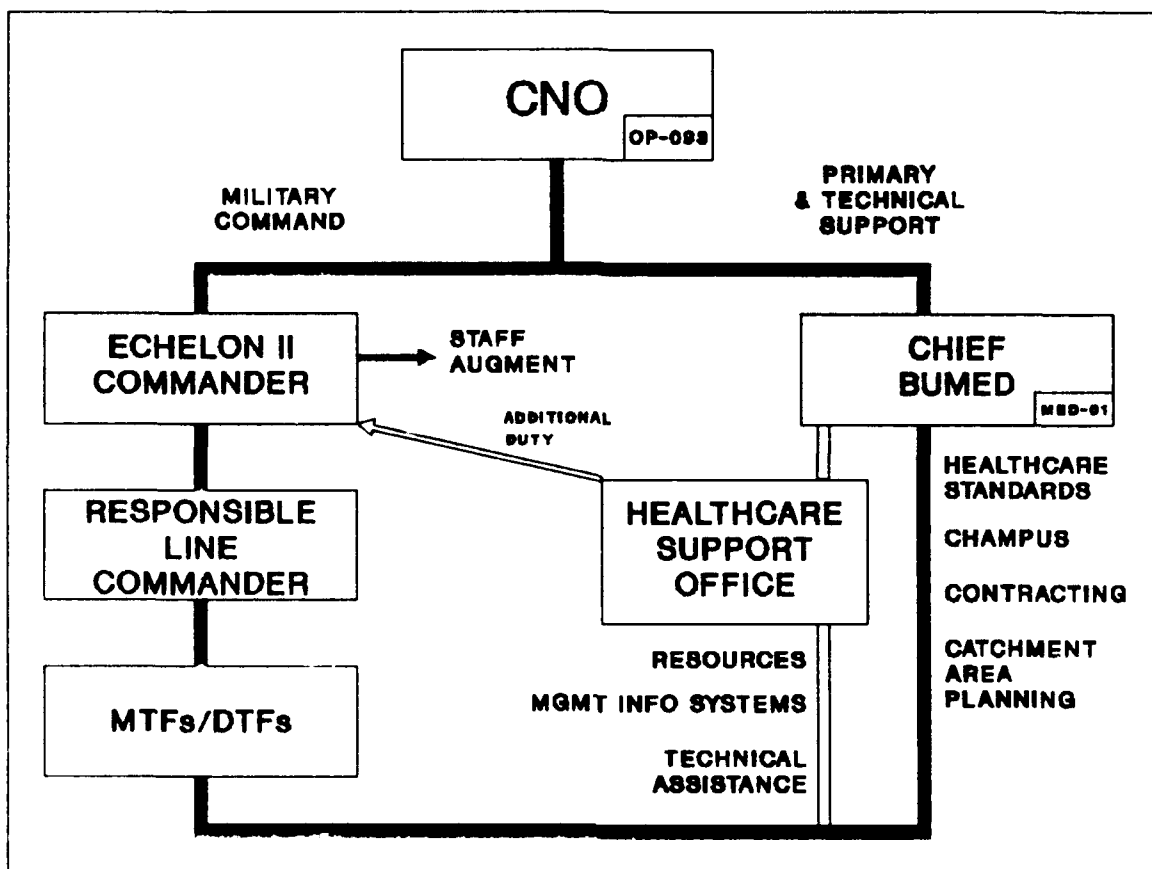 CNO
OP-093
MILITARY
COMMAND
PRIMARY
& TECHNICAL
SUPPORT
ECHELON II
COMMANDER
STAFF
AUGMENT
CHIEF
BUMED
MED-01
ADDITIONAL
DUTY
HEALTHCARE
STANDARDS
RESPONSIBLE
LINE
COMMANDER
HEALTHCARE
SUPPORT
OFFICE
CHAMPUS
CONTRACTING
RESOURCES
CATCHMENT
AREA
PLANNING
MTFs/DTFs
MGMT INFO SYSTEMS
TECHNICAL
ASSISTANCE